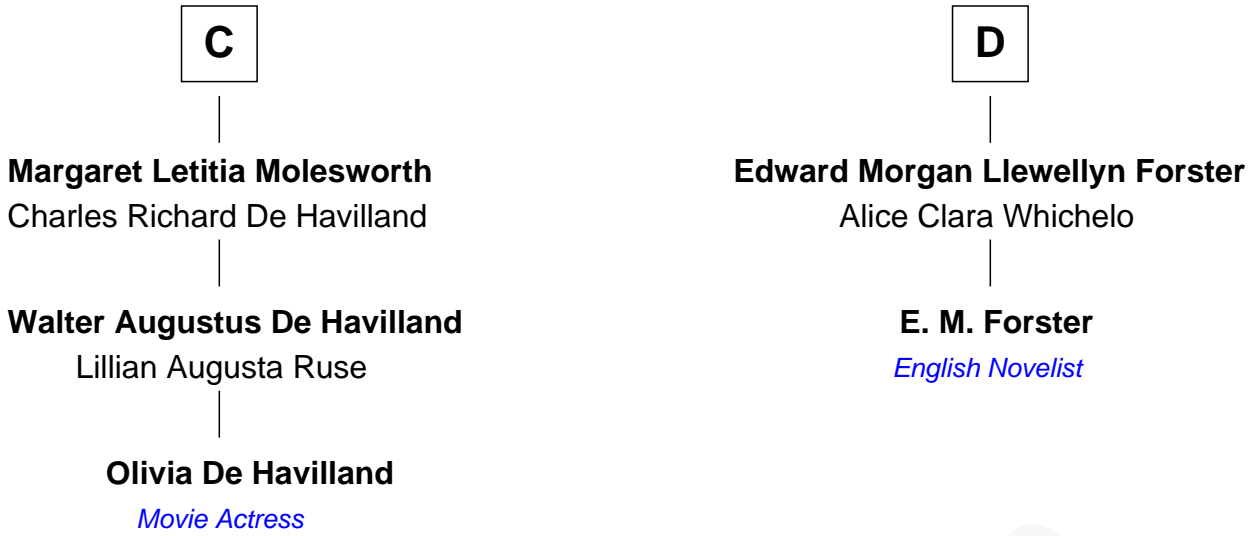 C
Margaret Letitia Molesworth
Charles Richard De Havilland
Walter Augustus De Havilland
Lillian Augusta Ruse
Olivia De Havilland
Movie Actress
D
Edward Morgan Llewellyn Forster
Alice Clara Whichelo
E. M. Forster
English Novelist